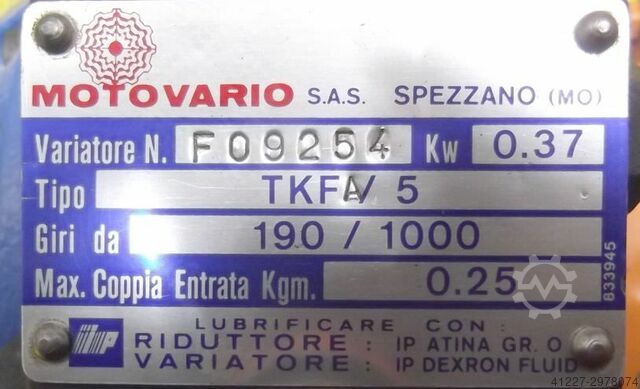 MOTOVARIO S.A.S. SPEZZANO (MO)
Variatore N. F09254 Kw 0.37
Tipo TKFA/ 5
Giri da 190 / 1000
Max. Coppia Entrata Kgm. 0.25
833945
LUBRIFICARE CON :
RIDUTTORE : IP ATINA GR. 0
VARIATORE : IP DEXRON FLUID
41227-2978074